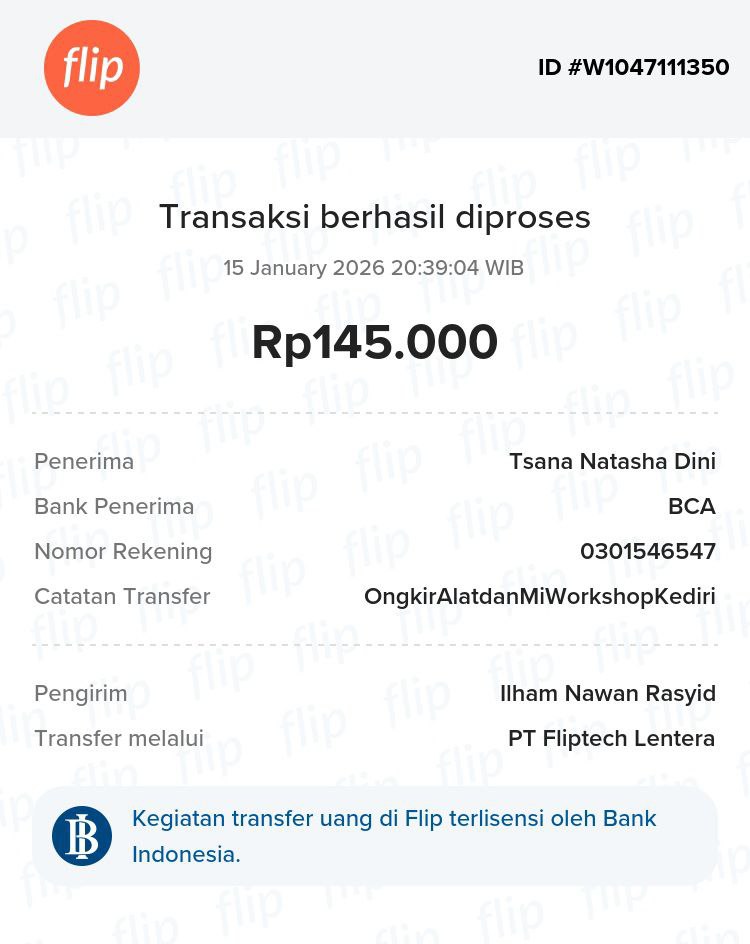 flip
ID #W1047111350
Transaksi berhasil diproses
15 January 2026 20:39:04 WIB
Rp145.000
Penerima Tsana Natasha Dini
Bank Penerima BCA
Nomor Rekening 0301546547
Catatan Transfer OngkirAlatdanMiWorkshopKediri
Pengirim Ilham Nawan Rasyid
Transfer melalui PT Fliptech Lentera
Kegiatan transfer uang di Flip terlisensi oleh Bank
Indonesia.